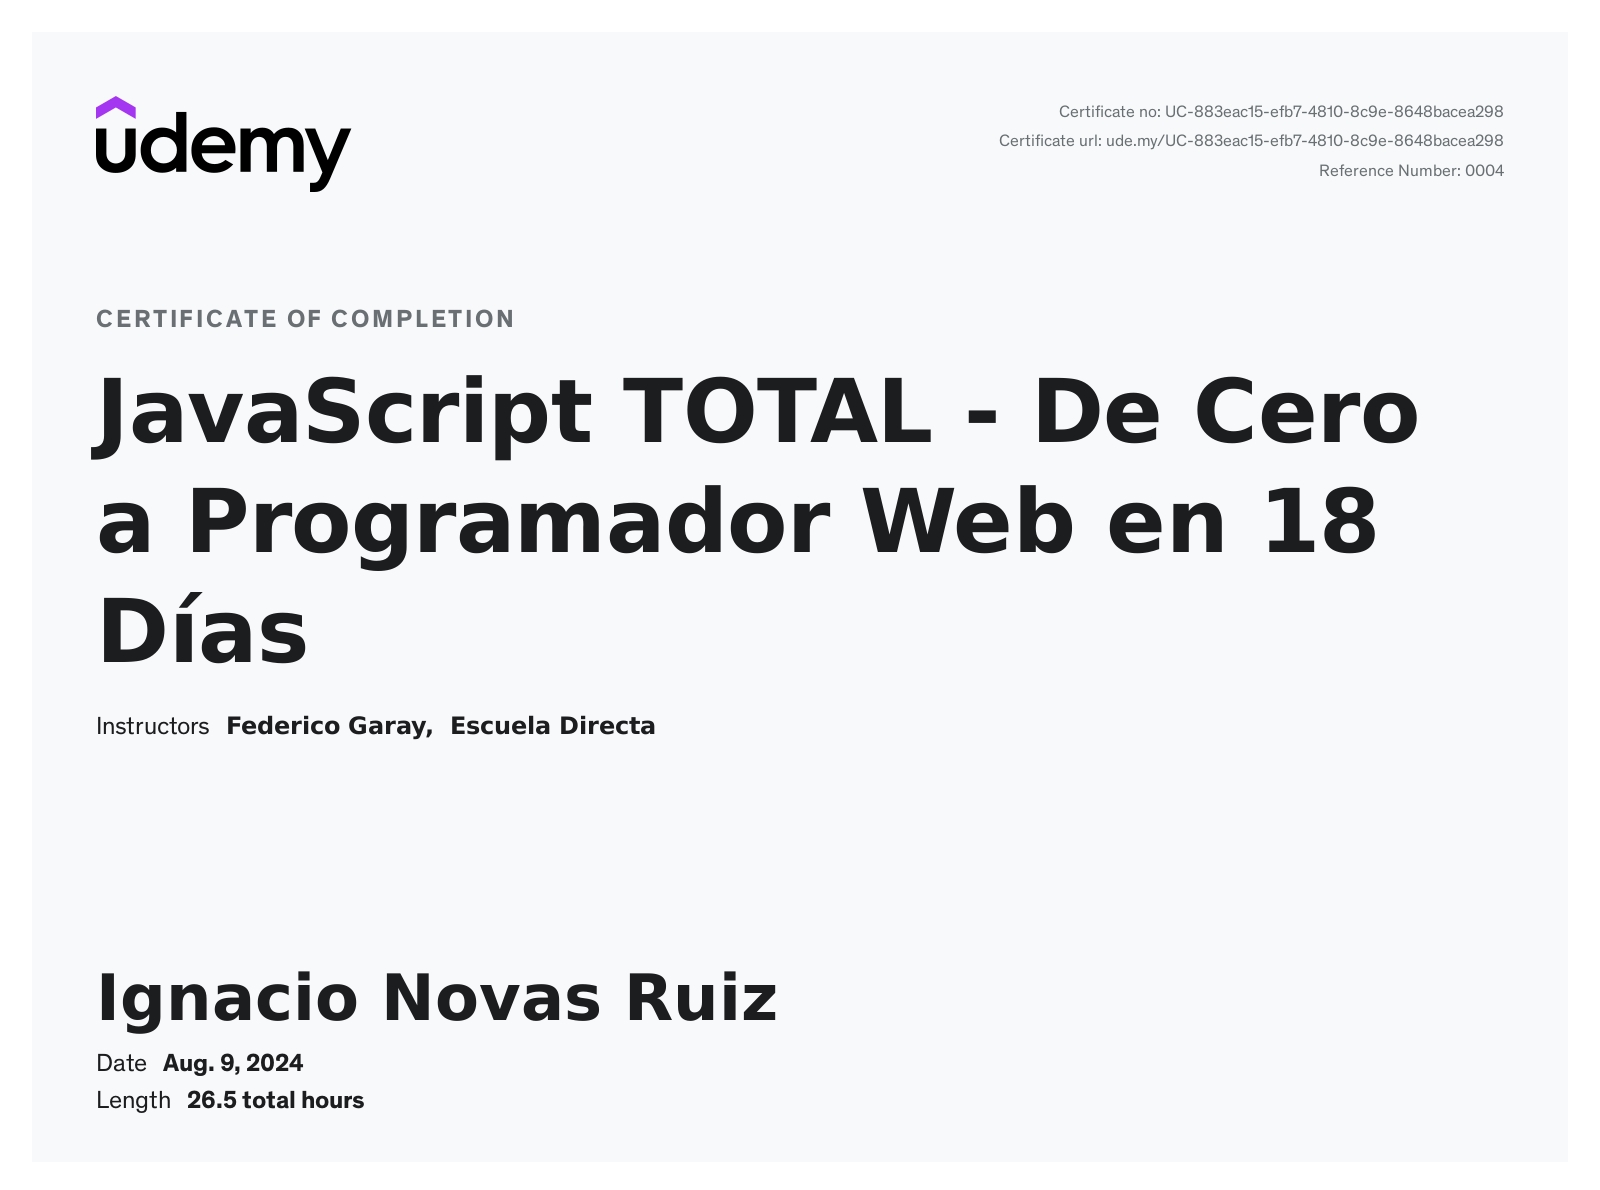 udemy
Certificate no: UC-883eac15-efb7-4810-8c9e-8648bacea298
Certificate url: ude.my/UC-883eac15-efb7-4810-8c9e-8648bacea298
Reference Number: 0004
CERTIFICATE OF COMPLETION
JavaScript TOTAL - De Cero
a Programador Web en 18
Días
Instructors Federico Garay, Escuela Directa
Ignacio Novas Ruiz
Date Aug. 9, 2024
Length 26.5 total hours